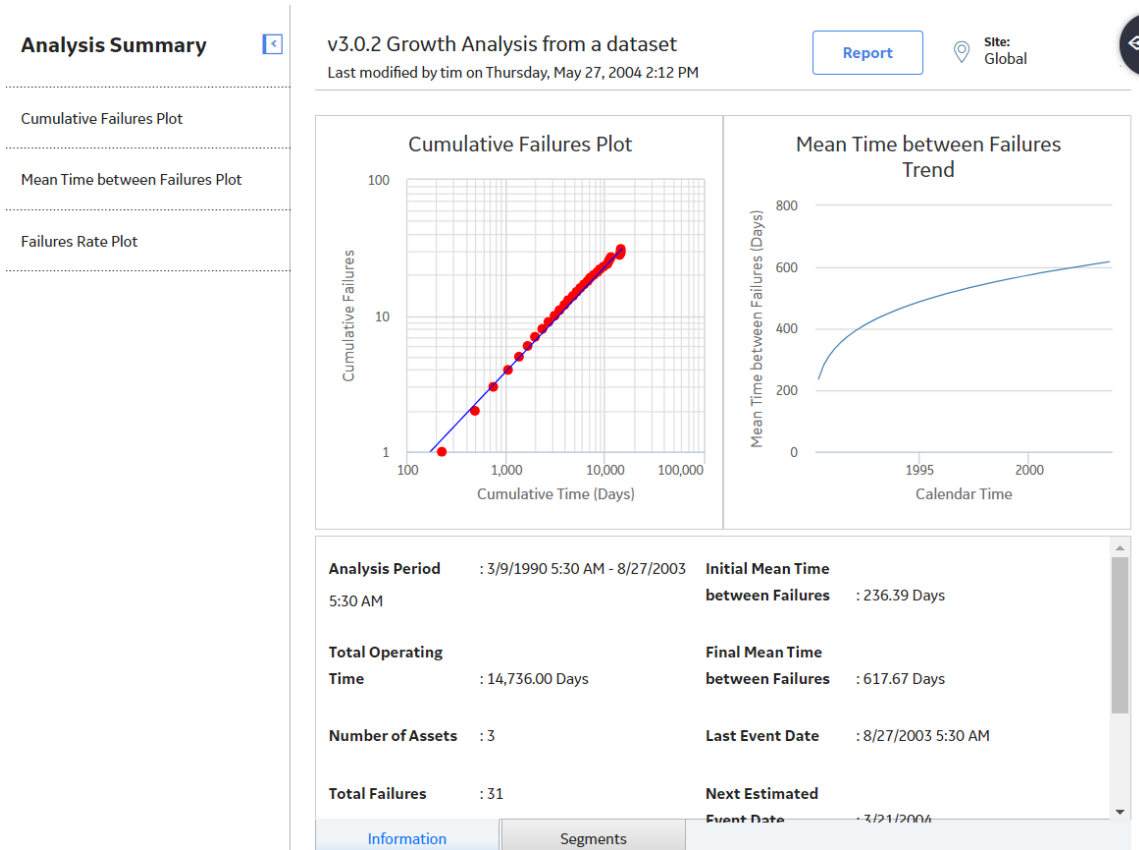 Analysis Summary
Cumulative Failures Plot
Mean Time between Failures Plot
Failures Rate Plot
v3.0.2 Growth Analysis from a dataset
Last modified by tim on Thursday, May 27, 2004 2:12 PM
Report
Site:
Global
Cumulative Failures Plot
100
10
1
Cumulative Failures
100
1,000
10,000
100,000
Cumulative Time (Days)
Mean Time between Failures
Trend
800
600
400
200
0
Mean Time between Failures (Days)
1995
2000
Calendar Time
Analysis Period : 3/9/1990 5:30 AM - 8/27/2003
5:30 AM
Total Operating
Time : 14,736.00 Days
Number of Assets : 3
Total Failures : 31
Initial Mean Time
between Failures : 236.39 Days
Final Mean Time
between Failures : 617.67 Days
Last Event Date : 8/27/2003 5:30 AM
Next Estimated
Event Date : 3/21/2004
Information
Segments